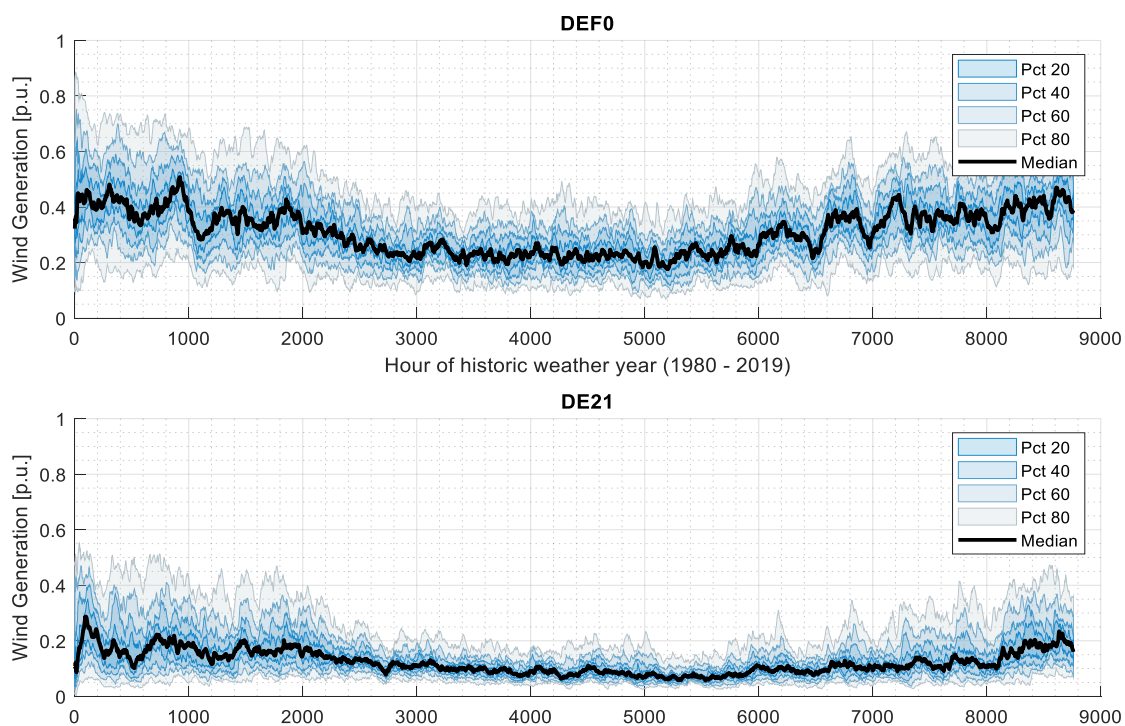 DEF0
Wind Generation [p.u.]
1
0.8
0.6
0.4
0.2
0
Pct 20
Pct 40
Pct 60
Pct 80
Median
0 1000 2000 3000 4000 5000 6000 7000 8000 9000
Hour of historic weather year (1980 - 2019)
DE21
Wind Generation [p.u.]
1
0.8
0.6
0.4
0.2
0
Pct 20
Pct 40
Pct 60
Pct 80
Median
0 1000 2000 3000 4000 5000 6000 7000 8000 9000